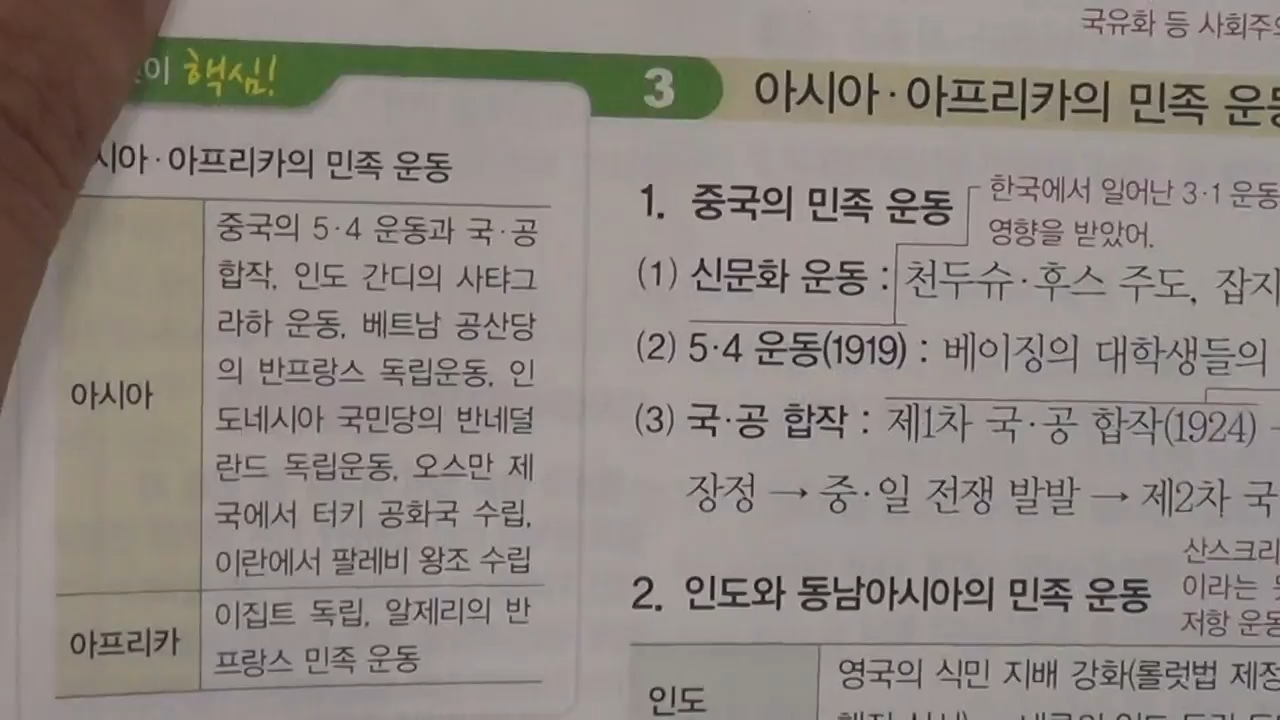 핵심!
아시아·아프리카의 민족 운동
아시아
중국의 5·4 운동과 국·공
합작, 인도 간디의 사탸그
라하 운동, 베트남 공산당
의 반프랑스 독립운동, 인
도네시아 국민당의 반네덜
란드 독립운동, 오스만 제
국에서 터키 공화국 수립,
이란에서 팔레비 왕조 수립
아프리카
이집트 독립, 알제리의 반
프랑스 민족 운동
국유화 등 사회주의
3 아시아·아프리카의 민족 운동
1. 중국의 민족 운동
한국에서 일어난 3·1 운동
영향을 받았어.
(1) 신문화 운동 : 천두슈·후스 주도, 잡지
(2) 5·4 운동(1919) : 베이징의 대학생들의
(3) 국·공 합작 : 제1차 국·공 합작(1924) →
장정 → 중·일 전쟁 발발 → 제2차 국
산스크리
이라는
저항 운동
2. 인도와 동남아시아의 민족 운동
인도
영국의 식민 지배 강화(롤럿법 제정